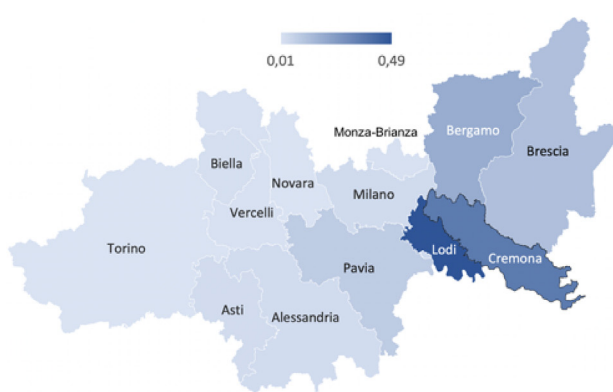 0,01
0,49
Monza-Brianza
Bergamo
Brescia
Biella
Novara
Milano
Vercelli
Torino
Lodi
Cremona
Pavia
Asti
Alessandria